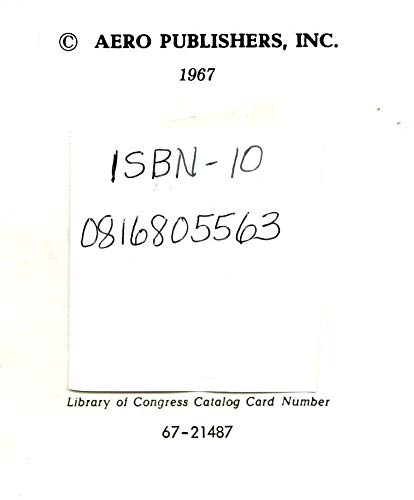 © AERO PUBLISHERS, INC.
1967
ISBN-10
0816805563
Library of Congress Catalog Card Number
67-21487